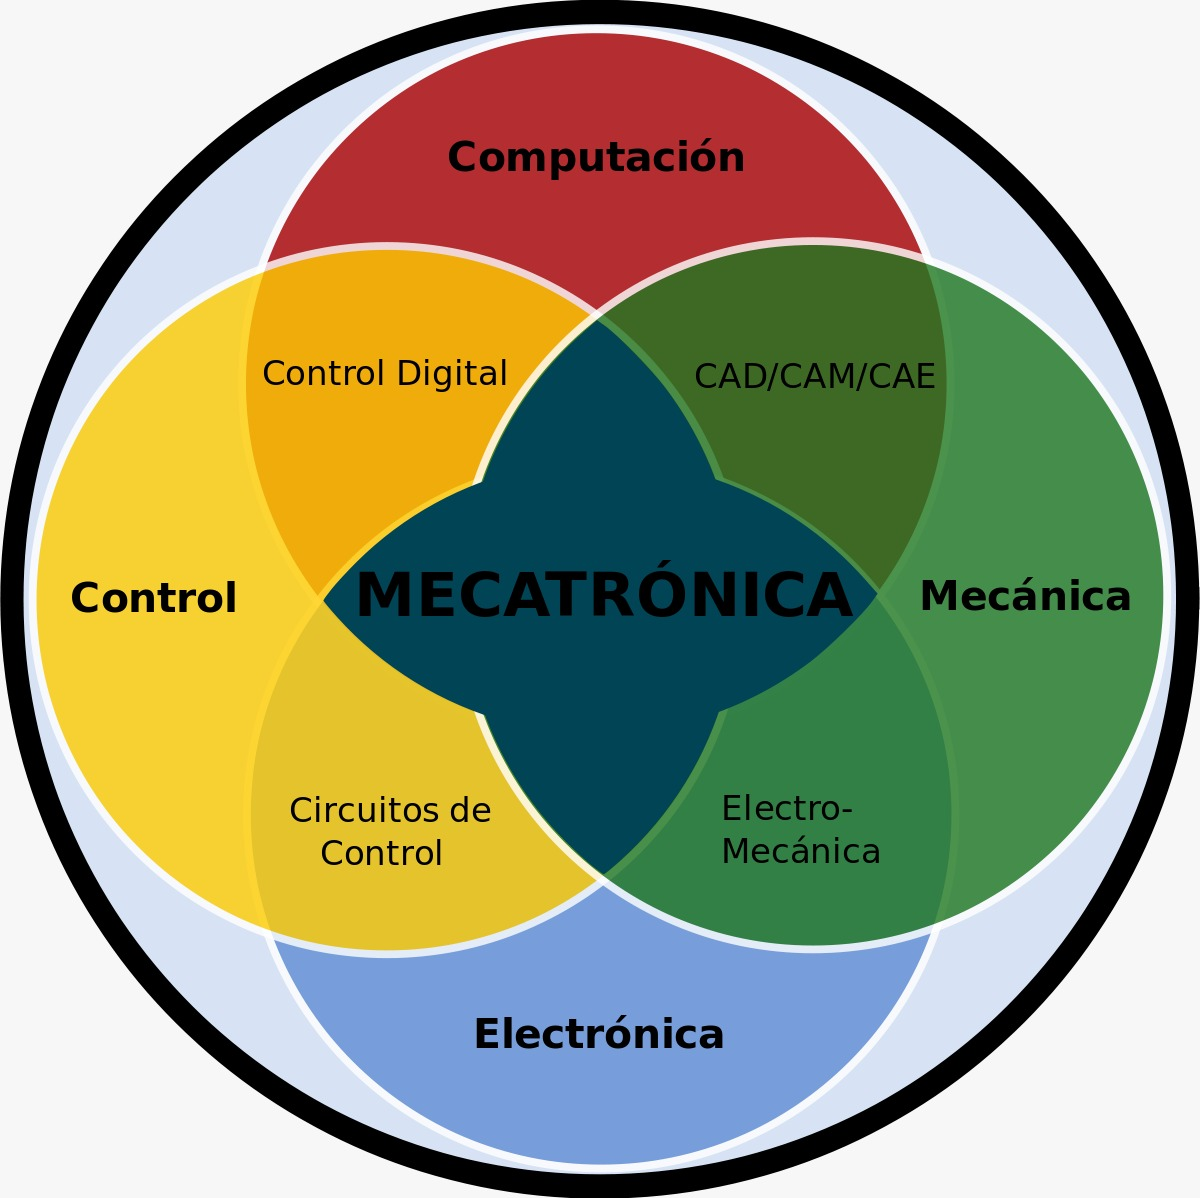 Computación
Control Digital
CAD/CAM/CAE
Control
MECATRÓNICA
Mecánica
Circuitos de
Control
Electro-
Mecánica
Electrónica